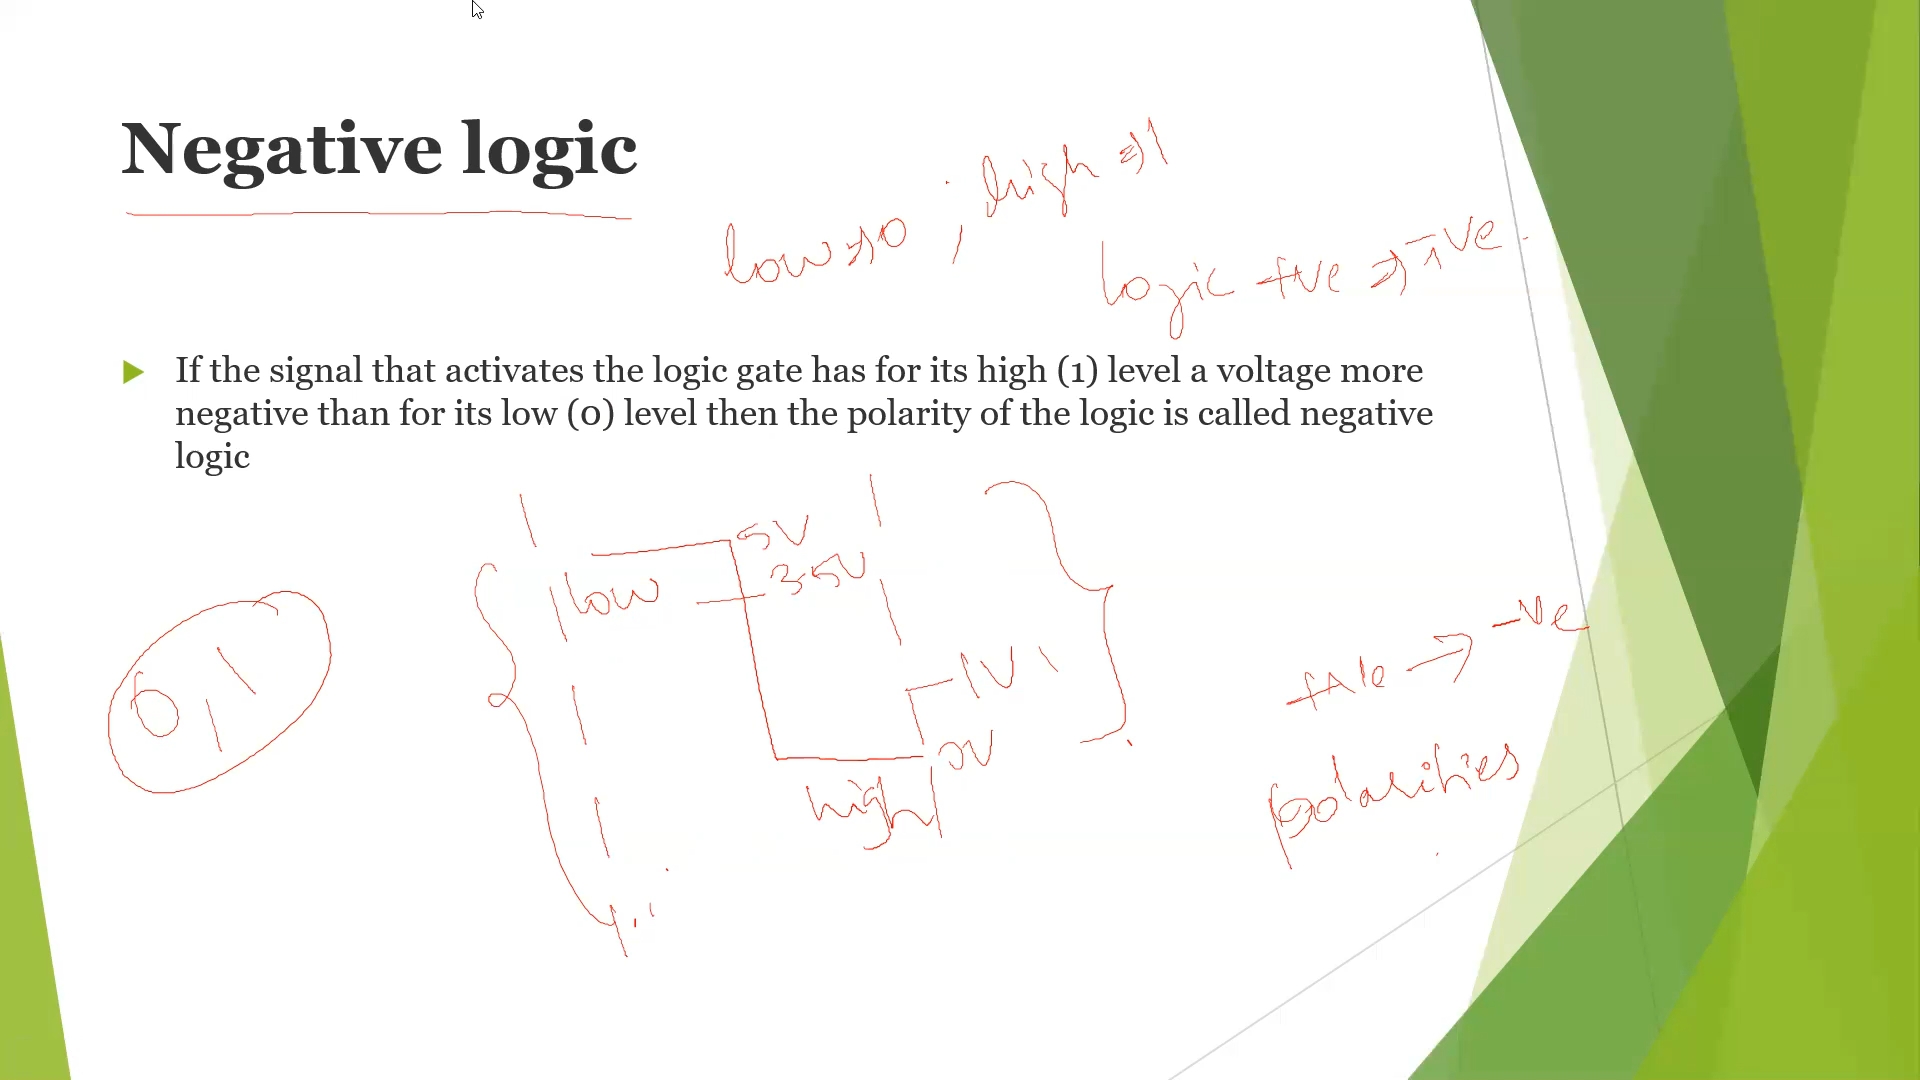 Negative logic
low ⇒ 0 ; high ⇒ 1
logic +ve ⇒ -ve
If the signal that activates the logic gate has for its high (1) level a voltage more
negative than for its low (0) level then the polarity of the logic is called negative
logic
5V
low 3.5V
0, 1
1V
0V
high
+ve → -ve
polarities